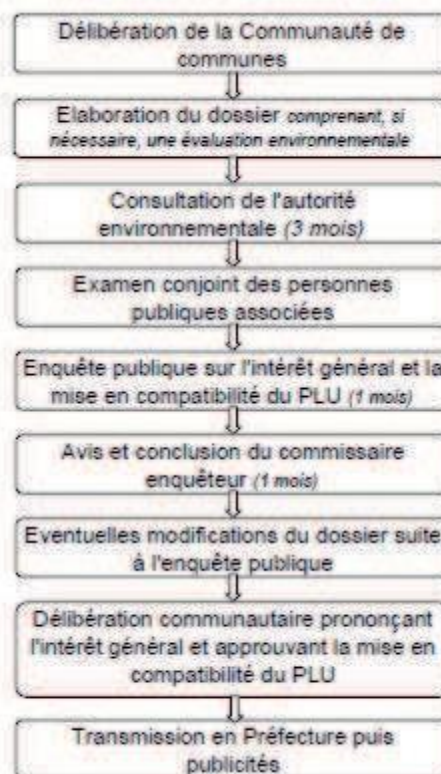 Délibération de la Communauté de
communes
Elaboration du dossier comprenant, si
nécessaire, une évaluation environnementale
Consultation de l'autorité
environnementale (3 mois)
Examen conjoint des personnes
publiques associées
Enquête publique sur l'intérêt général et la
mise en compatibilité du PLU (1 mois)
Avis et conclusion du commissaire
enquêteur (1 mois)
Eventuelles modifications du dossier suite
à l'enquête publique
Délibération communautaire prononçant
l'intérêt général et approuvant la mise en
compatibilité du PLU
Transmission en Préfecture puis
publicités